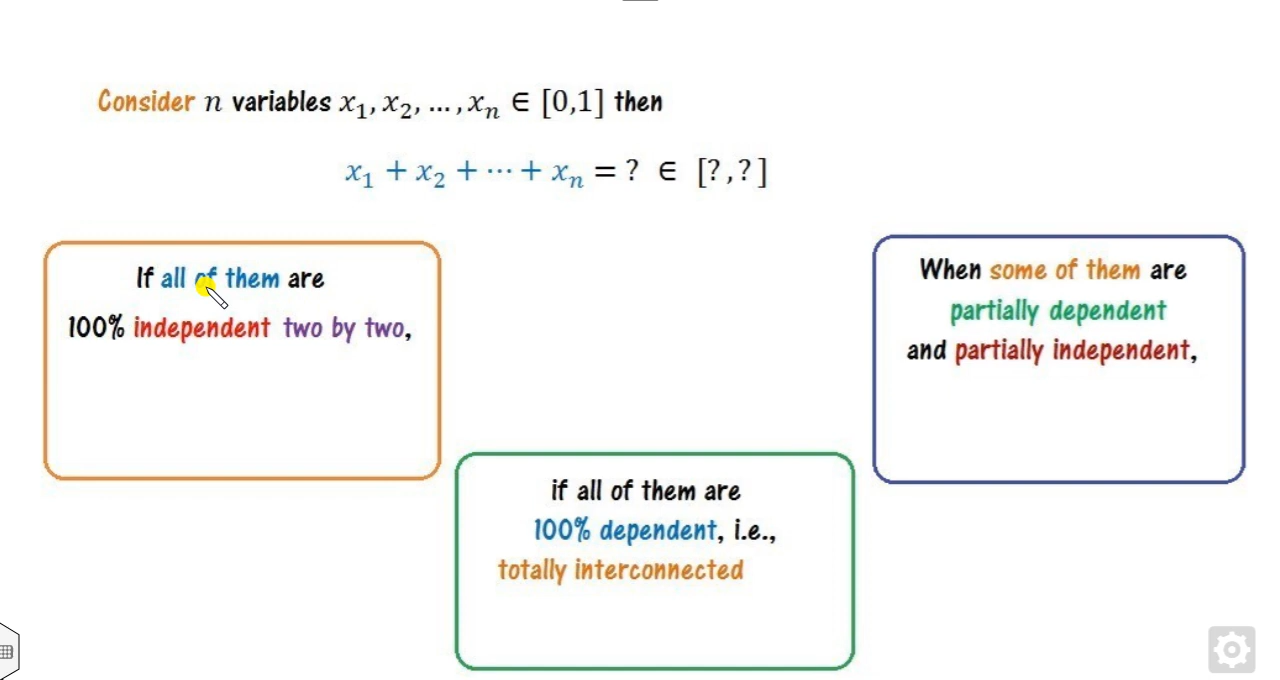 Consider n variables x₁, x₂, ... , xₙ ∈ [0,1] then
x₁ + x₂ + ⋯ + xₙ = ? ∈ [? , ? ]
If all of them are
100% independent two by two,
if all of them are
100% dependent, i.e.,
totally interconnected
When some of them are
partially dependent
and partially independent,